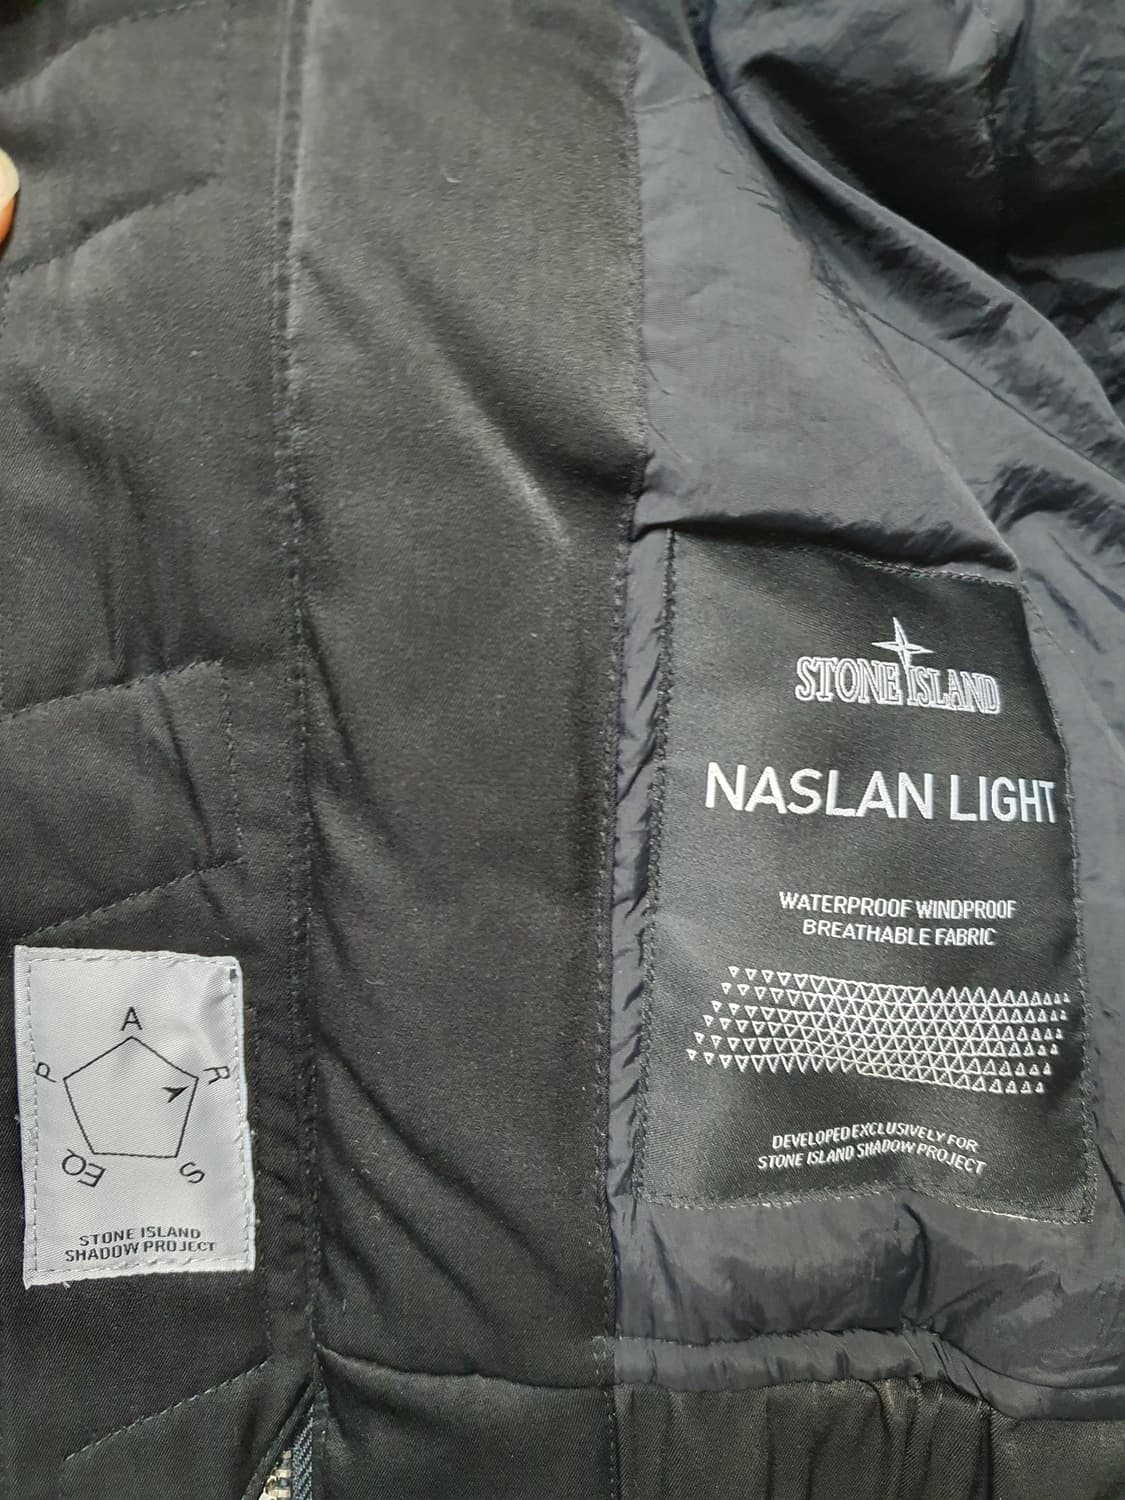 STONE ISLAND
NASLAN LIGHT
WATERPROOF WINDPROOF
BREATHABLE FABRIC
DEVELOPED EXCLUSIVELY FOR
STONE ISLAND SHADOW PROJECT
A
P
R
EQ
S
STONE ISLAND
SHADOW PROJECT